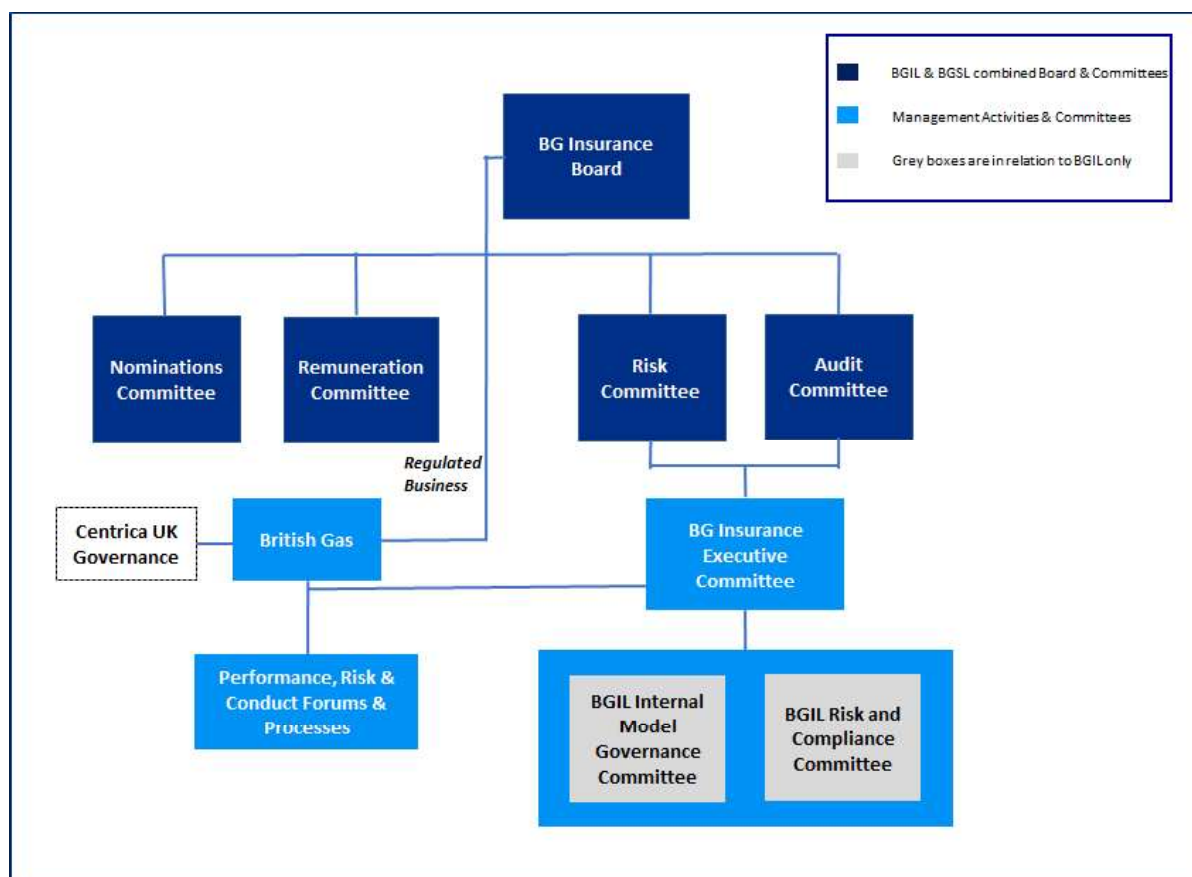 BGIL & BGSL combined Board & Committees
Management Activities & Committees
Grey boxes are in relation to BGIL only
BG Insurance
Board
Nominations
Committee
Remuneration
Committee
Risk
Committee
Audit
Committee
Regulated
Business
Centrica UK
Governance
British Gas
BG Insurance
Executive
Committee
Performance, Risk &
Conduct Forums &
Processes
BGIL Internal
Model
Governance
Committee
BGIL Risk and
Compliance
Committee